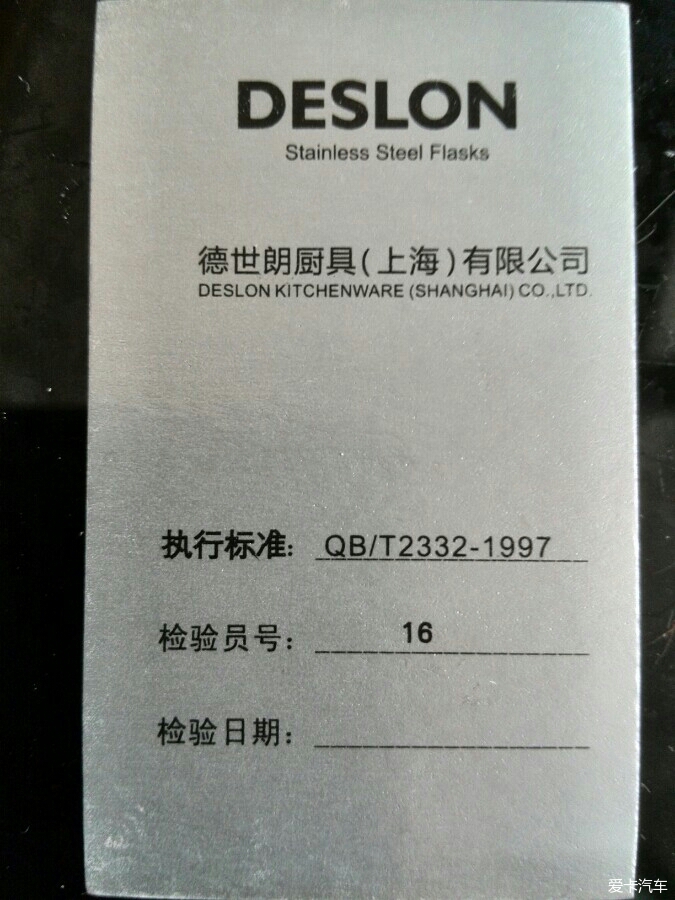 DESLON
Stainless Steel Flasks
德世朗厨具(上海)有限公司
DESLON KITCHENWARE (SHANGHAI) CO.,LTD.
执行标准: QB/T2332-1997
检验员号: 16
检验日期:
爱卡汽车